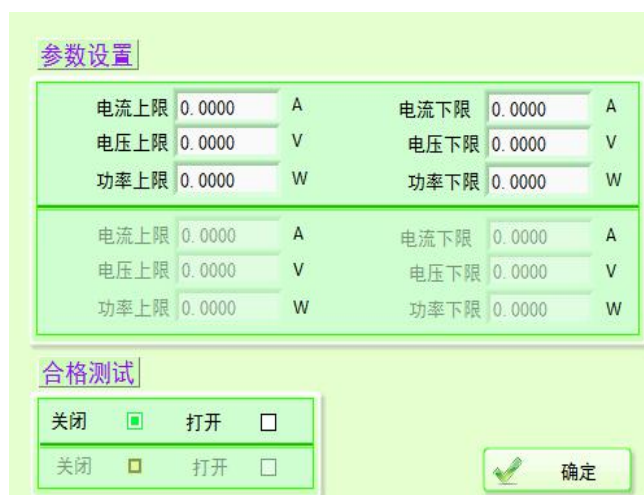 参数设置
电流上限 0.0000 A 电流下限 0.0000 A
电压上限 0.0000 V 电压下限 0.0000 V
功率上限 0.0000 W 功率下限 0.0000 W
电流上限 0.0000 A 电流下限 0.0000 A
电压上限 0.0000 V 电压下限 0.0000 V
功率上限 0.0000 W 功率下限 0.0000 W
合格测试
关闭 打开
关闭 打开
确定